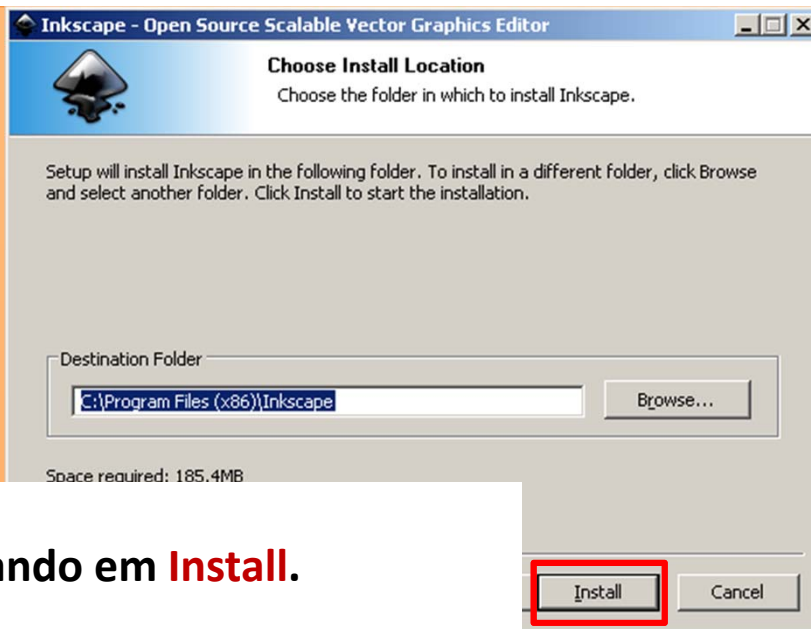 Inkscape - Open Source Scalable Vector Graphics Editor
Choose Install Location
Choose the folder in which to install Inkscape.
Setup will install Inkscape in the following folder. To install in a different folder, click Browse
and select another folder. Click Install to start the installation.
Destination Folder
C:\Program Files (x86)\Inkscape
Browse...
Space required: 185.4MB
ando em Install.
Install
Cancel